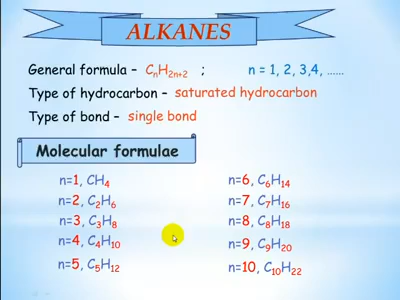 ALKANES
General formula – CₙH₂ₙ₊₂ ; n = 1, 2, 3,4, ......
Type of hydrocarbon – saturated hydrocarbon
Type of bond – single bond
Molecular formulae
n=1, CH₄
n=2, C₂H₆
n=3, C₃H₈
n=4, C₄H₁₀
n=5, C₅H₁₂
n=6, C₆H₁₄
n=7, C₇H₁₆
n=8, C₈H₁₈
n=9, C₉H₂₀
n=10, C₁₀H₂₂